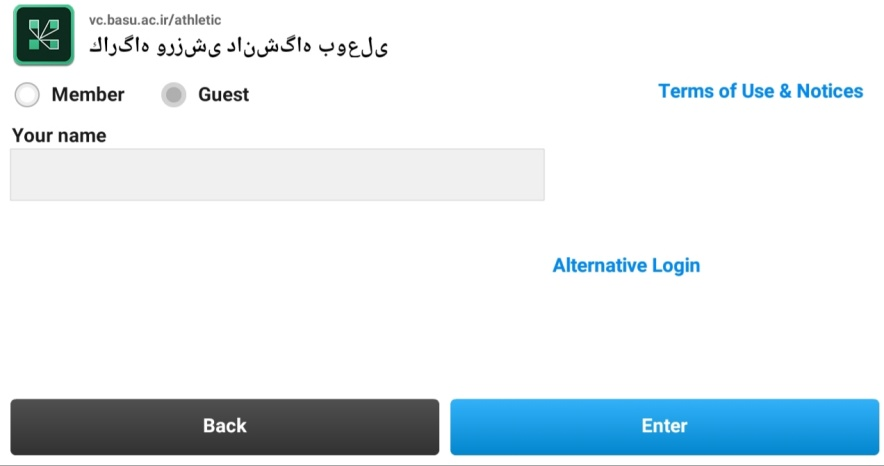 vc.basu.ac.ir/athletic
یلعوب هاگشناد یشزرو هاگراك
Member Guest Terms of Use & Notices
Your name
Alternative Login
Back Enter